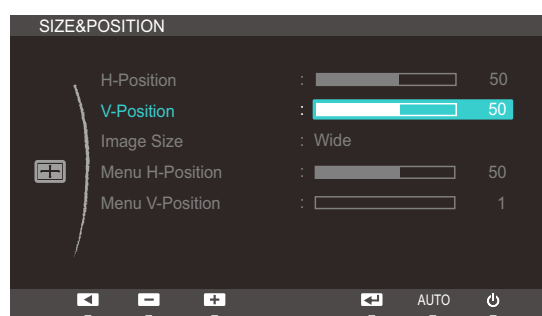 SIZE&POSITION
H-Position : 50
V-Position : 50
Image Size : Wide
Menu H-Position : 50
Menu V-Position : 1
AUTO